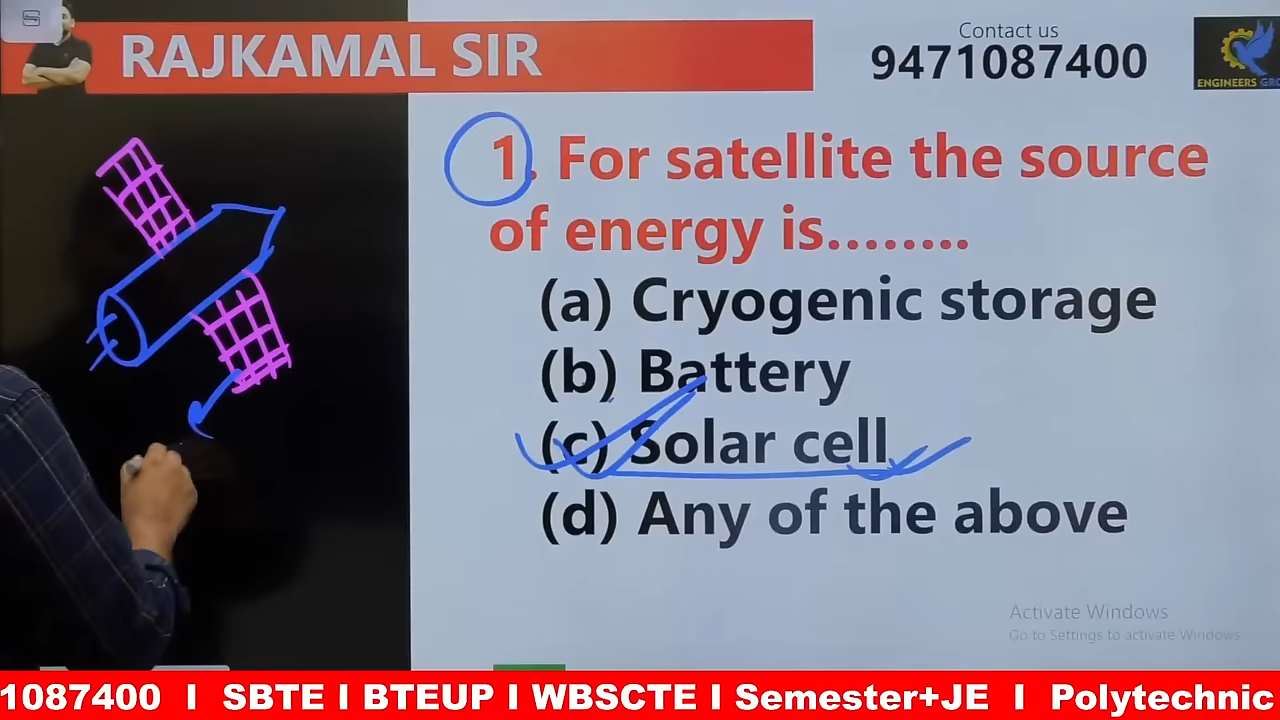 RAJKAMAL SIR
Contact us
9471087400
ENGINEERS GRO
1. For satellite the source
of energy is........
(a) Cryogenic storage
(b) Battery
(c) Solar cell
(d) Any of the above
Activate Windows
Go to Settings to activate Windows.
1087400 I SBTE I BTEUP I WBSCTE I Semester+JE I Polytechnic